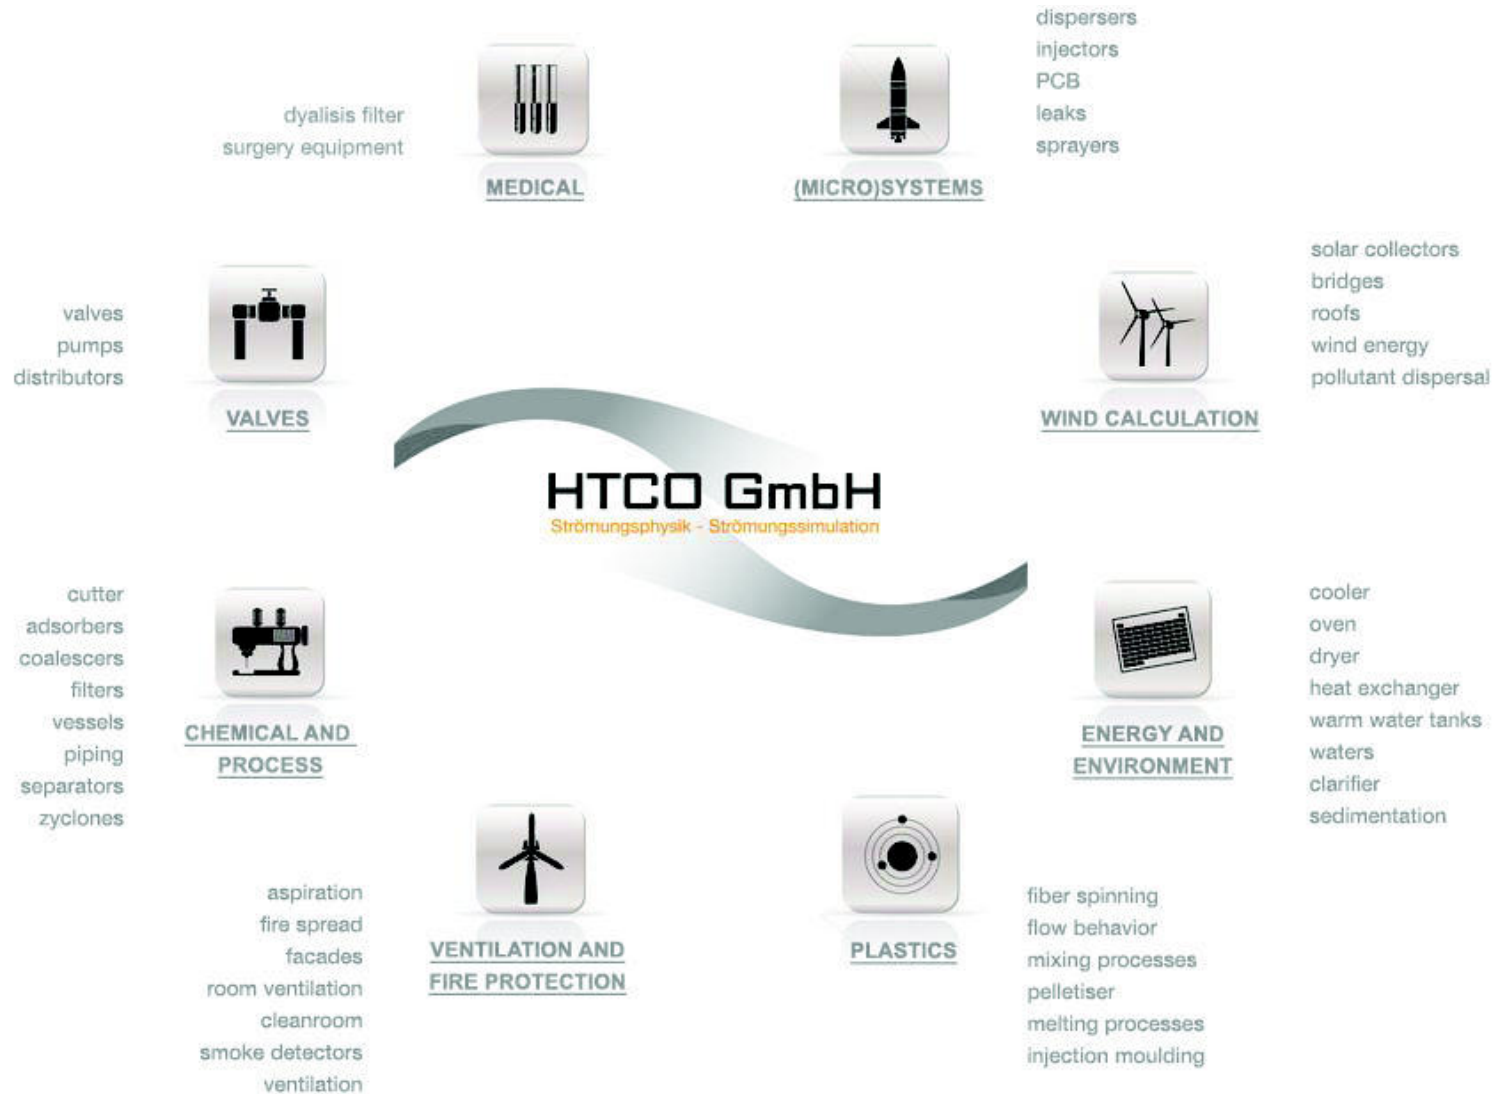 dyalisis filter
surgery equipment
MEDICAL
dispersers
injectors
PCB
leaks
sprayers
(MICRO)SYSTEMS
valves
pumps
distributors
VALVES
solar collectors
bridges
roofs
wind energy
pollutant dispersal
WIND CALCULATION
HTCO GmbH
Strömungsphysik - Strömungssimulation
cutter
adsorbers
coalescers
filters
vessels
piping
separators
zyclones
CHEMICAL AND
PROCESS
cooler
oven
dryer
heat exchanger
warm water tanks
waters
clarifier
sedimentation
ENERGY AND
ENVIRONMENT
aspiration
fire spread
facades
room ventilation
cleanroom
smoke detectors
ventilation
VENTILATION AND
FIRE PROTECTION
PLASTICS
fiber spinning
flow behavior
mixing processes
pelletiser
melting processes
injection moulding